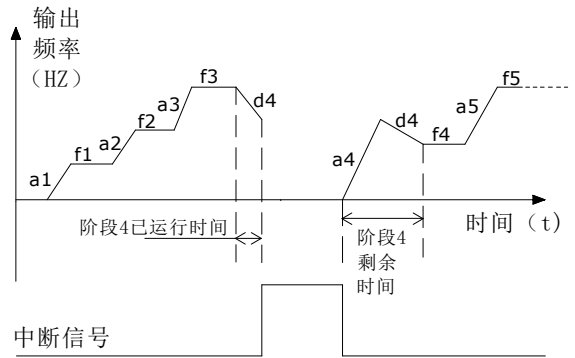 输出
频率
（HZ）
a1
f1
a2
f2
a3
f3
d4
a4
d4
f4
a5
f5
时间（t）
阶段4已运行时间
阶段4
剩余
时间
中断信号